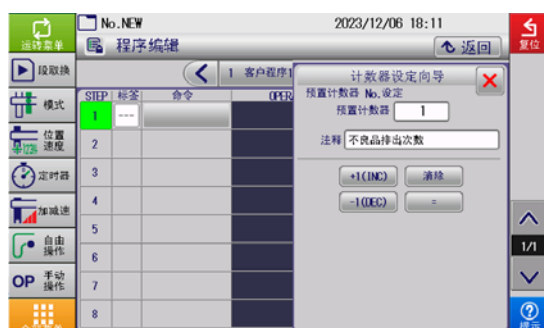 No.NEW 2023/12/06 18:11
运转菜单
程序编辑
返回
复位
段取换
1 客户程序1
计数器设定向导
STEP 标签 命令 OPER
预置计数器 No.设定
预置计数器 1
模式
1 ---
注释 不良品排出次数
位置
速度
2
定时器
3
+1(INC) 清除
-1(DEC) =
4
加减速
5
自由
操作
1/1
6
OP 手动
操作
7
8
提示